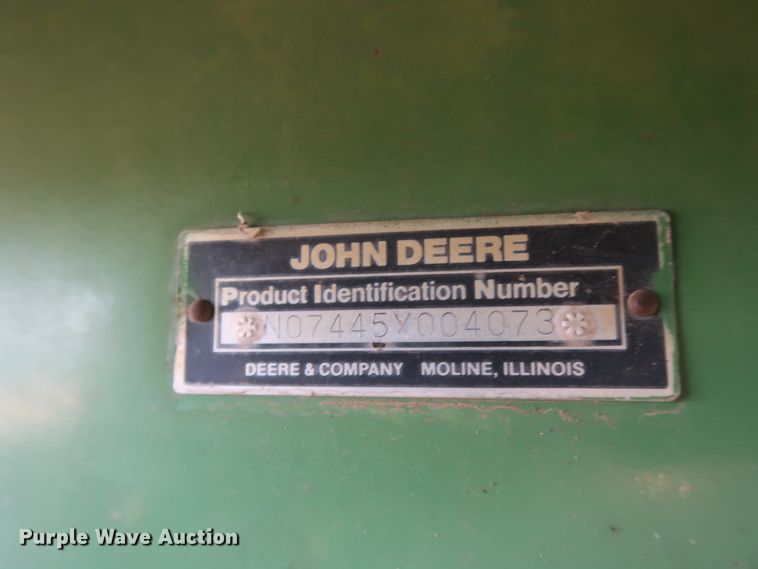 JOHN DEERE
Product Identification Number
*N07445X004073*
DEERE & COMPANY MOLINE, ILLINOIS
Purple Wave Auction